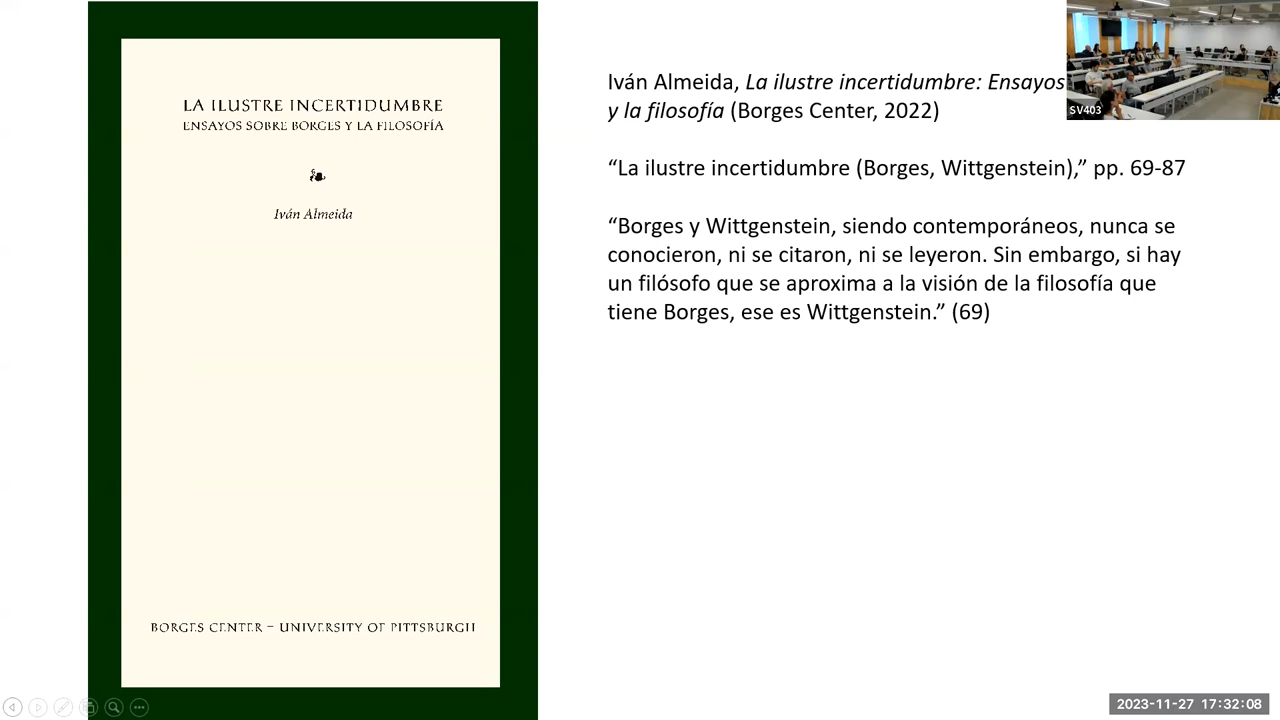 LA ILUSTRE INCERTIDUMBRE
ENSAYOS SOBRE BORGES Y LA FILOSOFÍA
Iván Almeida
BORGES CENTER – UNIVERSITY OF PITTSBURGH
Iván Almeida, La ilustre incertidumbre: Ensayos
y la filosofía (Borges Center, 2022)
“La ilustre incertidumbre (Borges, Wittgenstein),” pp. 69-87
“Borges y Wittgenstein, siendo contemporáneos, nunca se
conocieron, ni se citaron, ni se leyeron. Sin embargo, si hay
un filósofo que se aproxima a la visión de la filosofía que
tiene Borges, ese es Wittgenstein.” (69)
SV403
2023-11-27 17:32:08